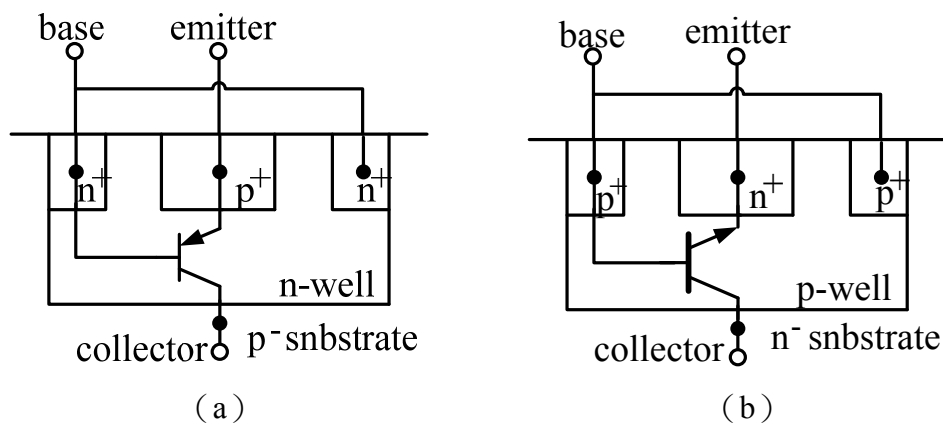 base emitter
n+ p+ n+
n-well
p- snbstrate
collector
(a)
base emitter
p+ n+ p+
p-well
n- snbstrate
collector
(b)